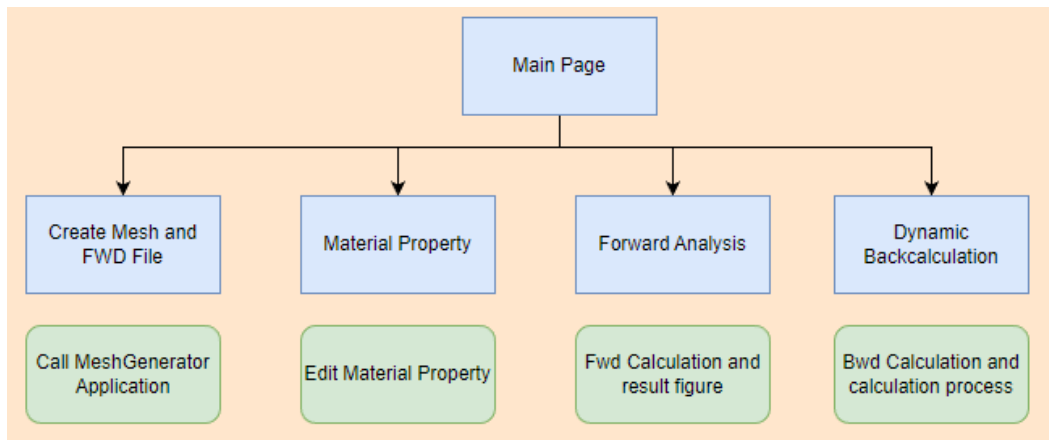 Main Page
Create Mesh and
FWD File
Material Property
Forward Analysis
Dynamic
Backcalculation
Call MeshGenerator
Application
Edit Material Property
Fwd Calculation and
result figure
Bwd Calculation and
calculation process